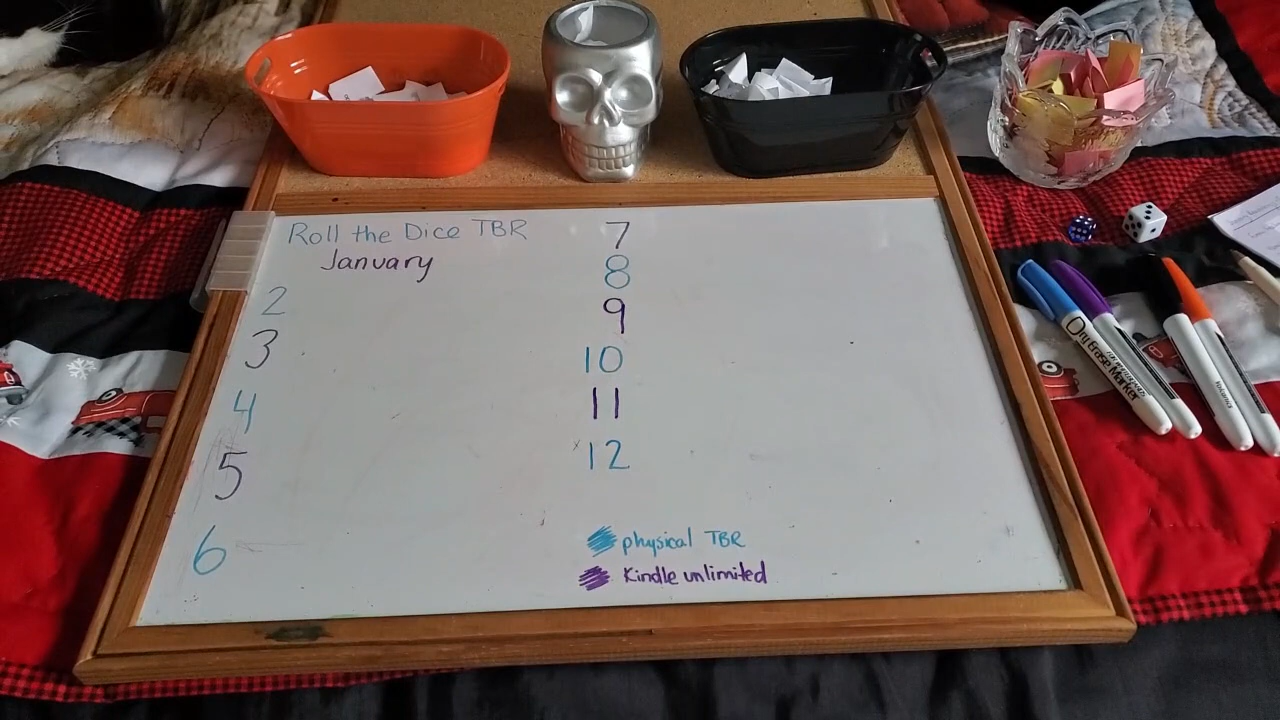 Roll the Dice TBR
January
2
3
4
5
6
7
8
9
10
11
12
physical TBR
Kindle unlimited
Dry Erase Marker